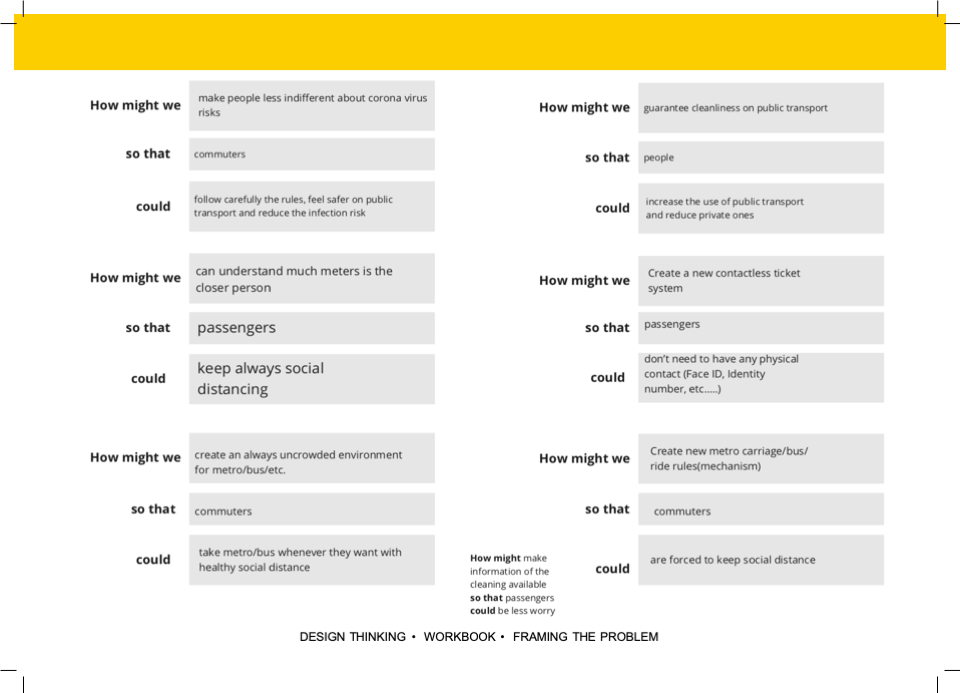 How might we
make people less indifferent about corona virus
risks
so that
commuters
could
follow carefully the rules, feel safer on public
transport and reduce the infection risk
How might we
guarantee cleanliness on public transport
so that
people
could
increase the use of public transport
and reduce private ones
How might we
can understand much meters is the
closer person
so that
passengers
could
keep always social
distancing
How might we
Create a new contactless ticket
system
so that
passengers
could
don't need to have any physical
contact (Face ID, Identity
number, etc.....)
How might we
create an always uncrowded environment
for metro/bus/etc.
so that
commuters
could
take metro/bus whenever they want with
healthy social distance
How might we
Create new metro carriage/bus/
ride rules(mechanism)
so that
commuters
could
are forced to keep social distance
How might make
information of the
cleaning available
so that passengers
could be less worry
DESIGN THINKING • WORKBOOK • FRAMING THE PROBLEM